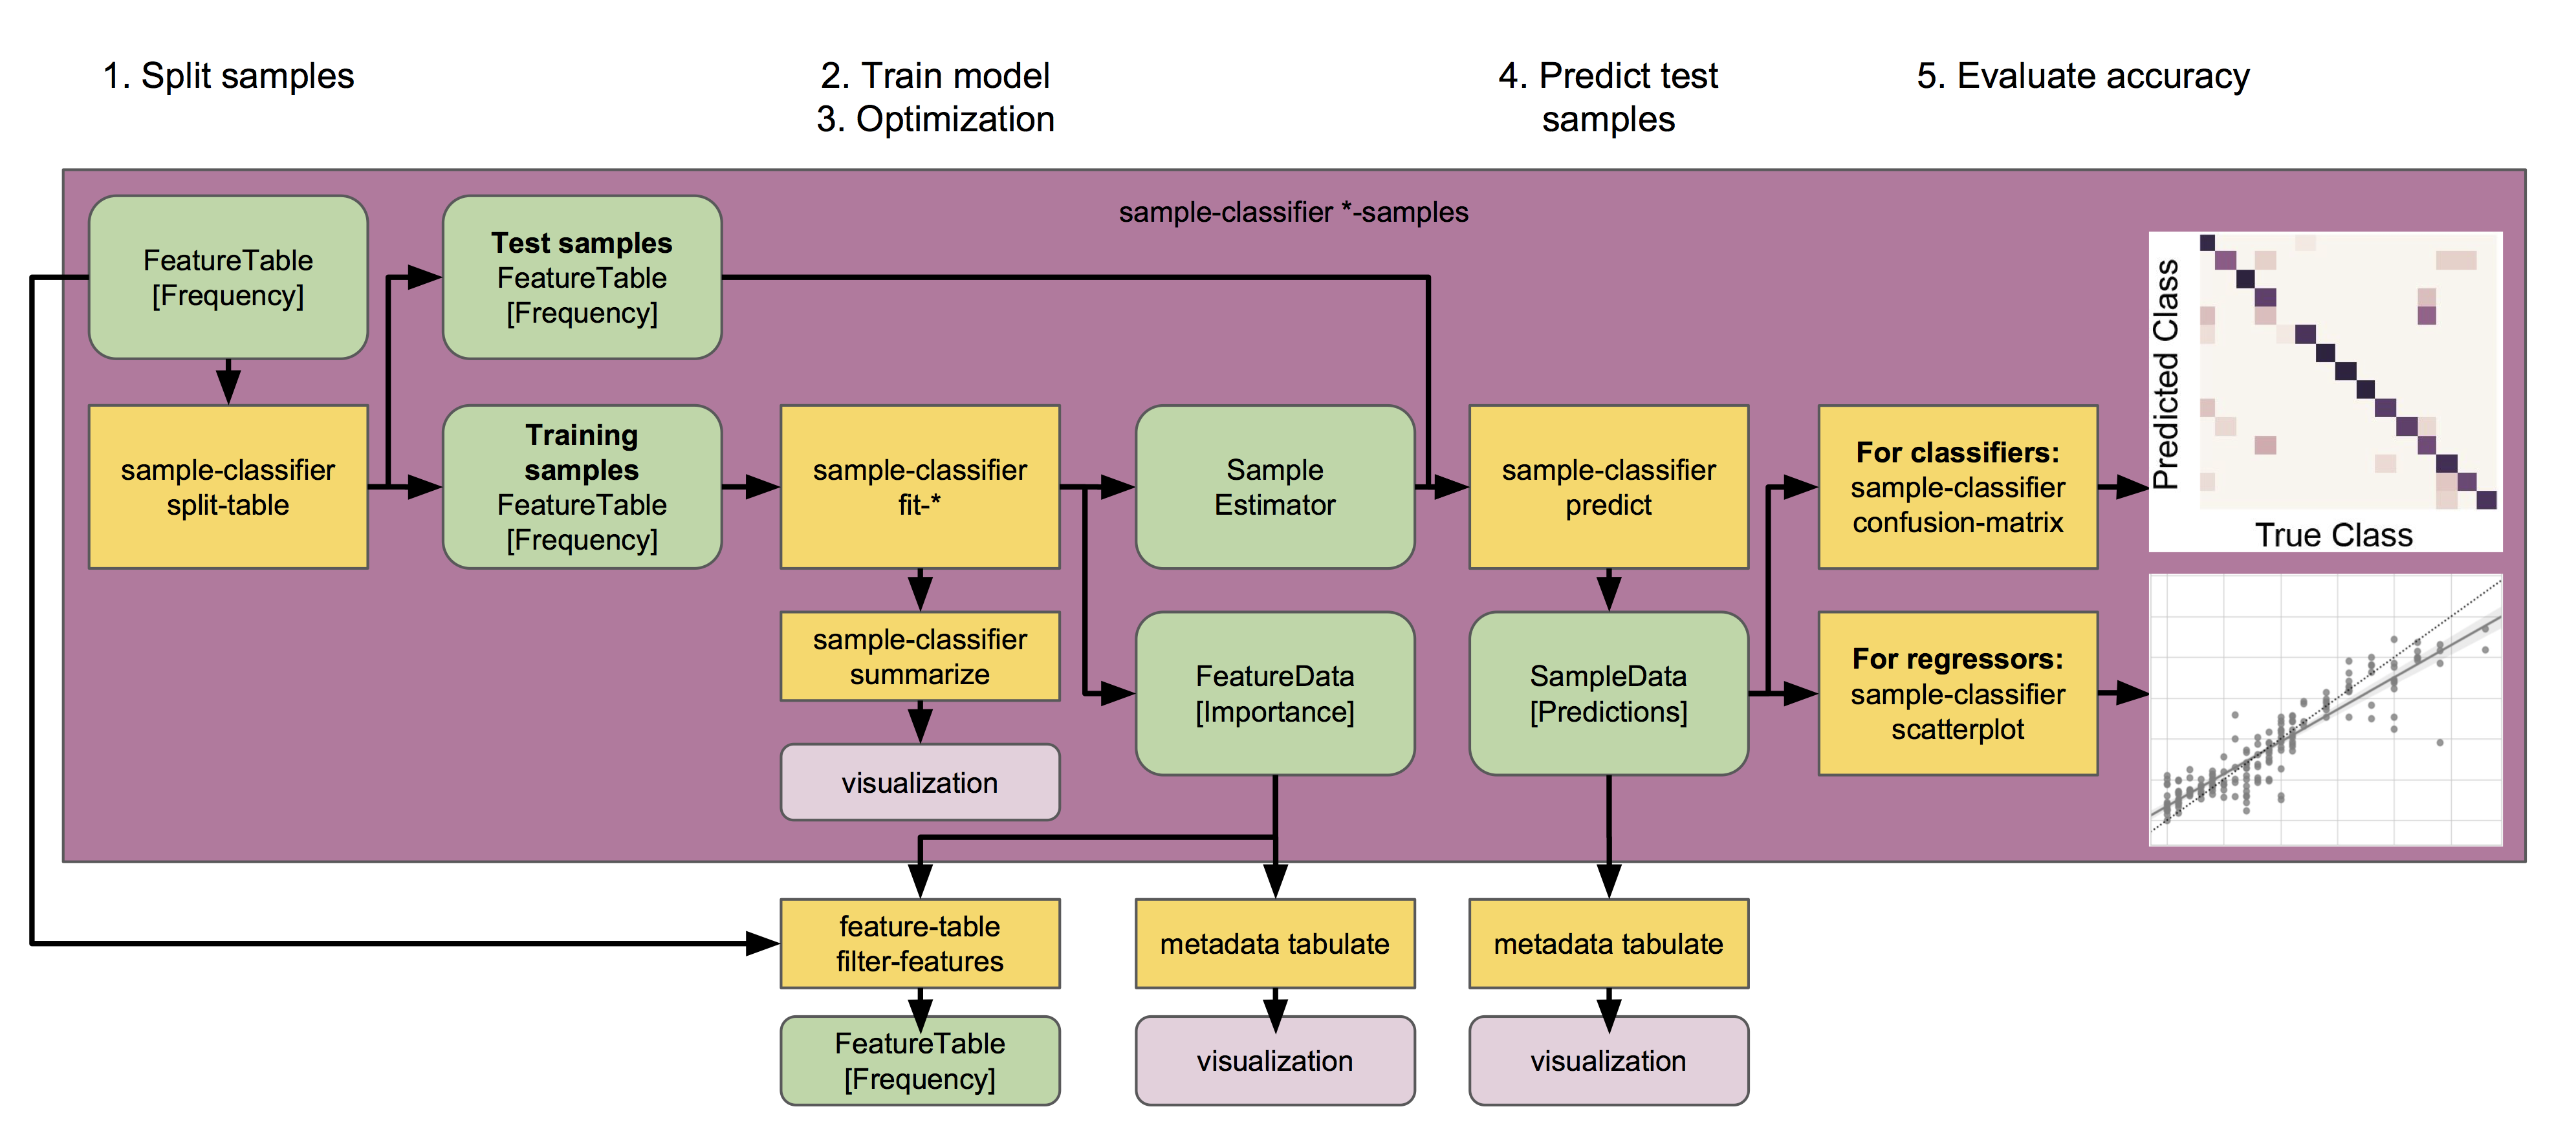 1. Split samples
2. Train model
3. Optimization
4. Predict test
samples
5. Evaluate accuracy
sample-classifier *-samples
FeatureTable
[Frequency]
Test samples
FeatureTable
[Frequency]
sample-classifier
split-table
Training
samples
FeatureTable
[Frequency]
sample-classifier
fit-*
Sample
Estimator
sample-classifier
predict
For classifiers:
sample-classifier
confusion-matrix
Predicted Class
True Class
sample-classifier
summarize
visualization
FeatureData
[Importance]
SampleData
[Predictions]
For regressors:
sample-classifier
scatterplot
feature-table
filter-features
metadata tabulate
metadata tabulate
FeatureTable
[Frequency]
visualization
visualization